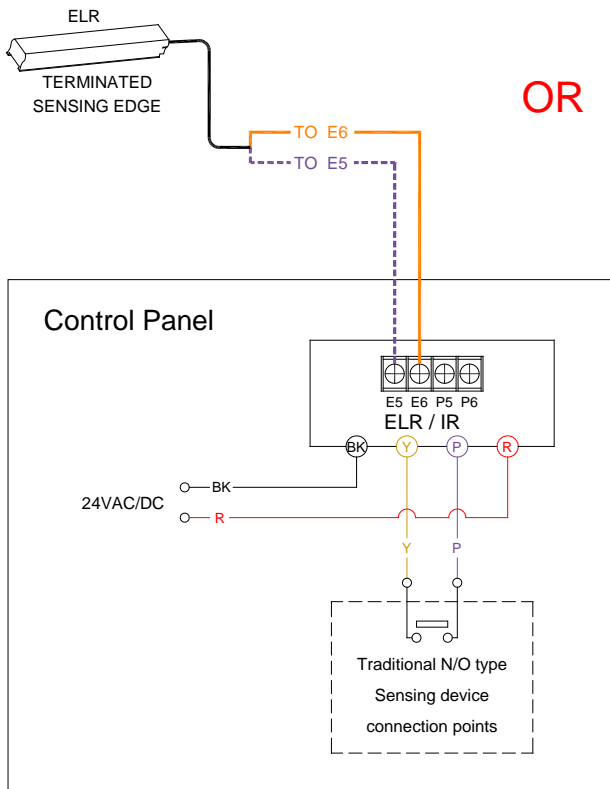 ELR
TERMINATED
SENSING EDGE
OR
TO E6
TO E5
Control Panel
E5 E6 P5 P6
ELR / IR
BK Y P R
24VAC/DC
BK
R
Y P
Traditional N/O type
Sensing device
connection points